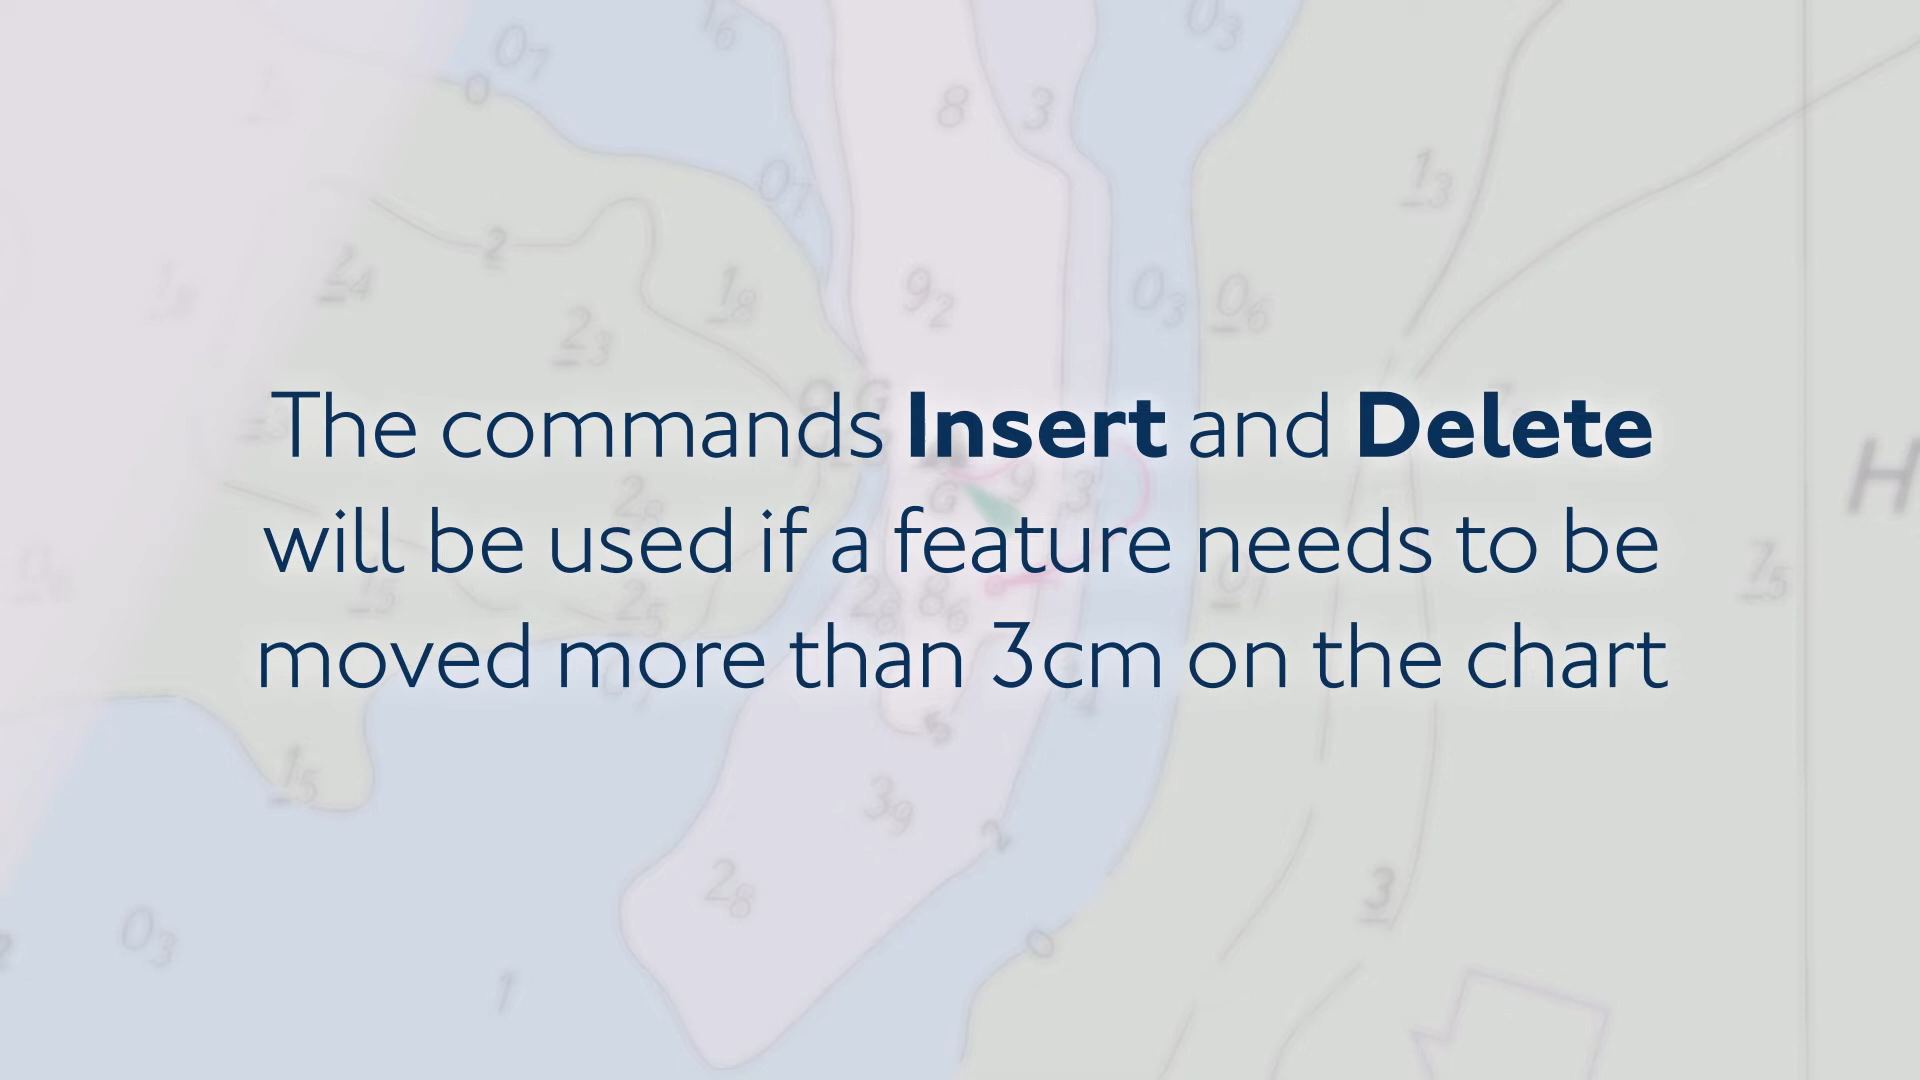 The commands Insert and Delete
will be used if a feature needs to be
moved more than 3cm on the chart